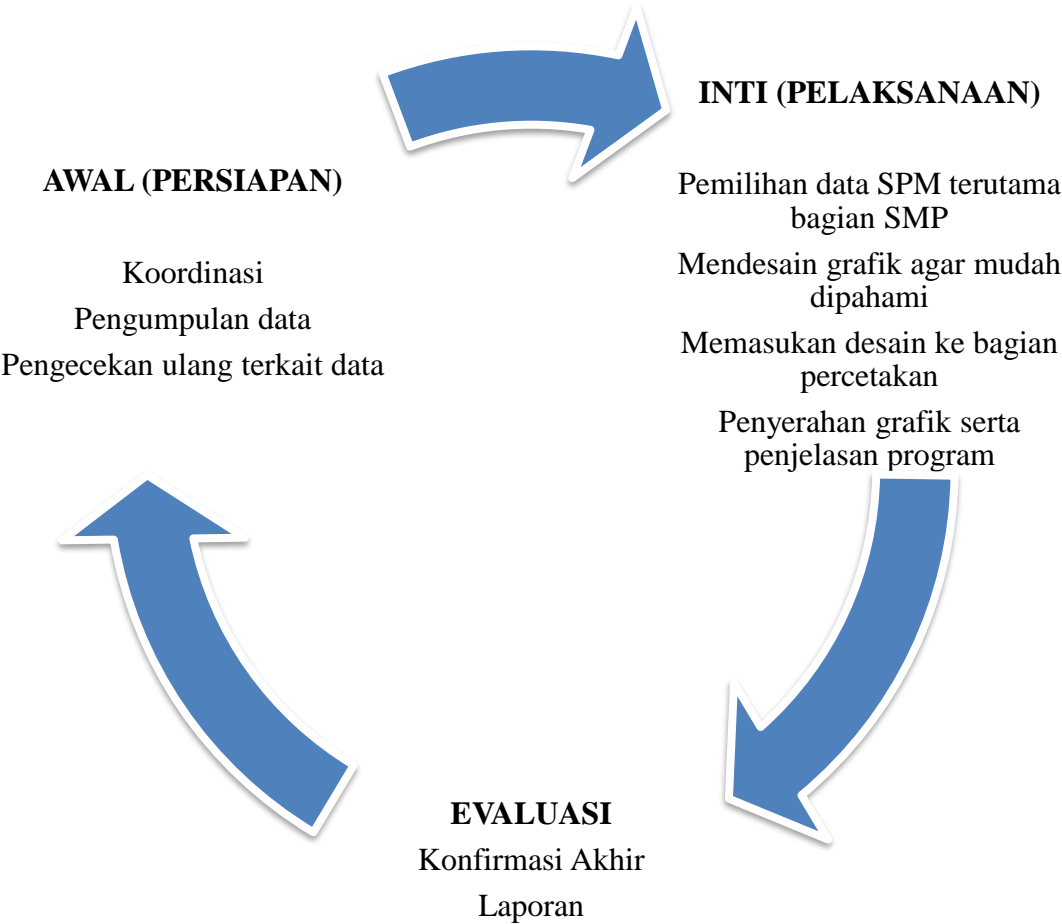 AWAL (PERSIAPAN)
Koordinasi
Pengumpulan data
Pengecekan ulang terkait data
INTI (PELAKSANAAN)
Pemilihan data SPM terutama
bagian SMP
Mendesain grafik agar mudah
dipahami
Memasukan desain ke bagian
percetakan
Penyerahan grafik serta
penjelasan program
EVALUASI
Konfirmasi Akhir
Laporan